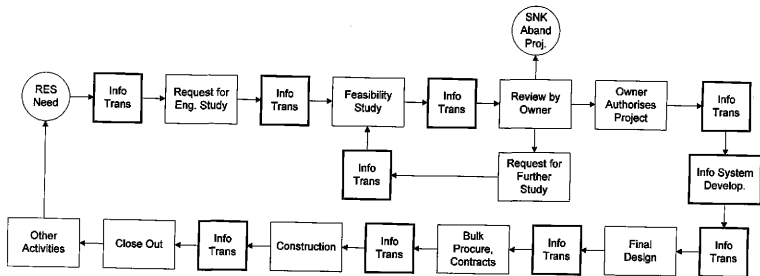 SNK
Aband
Proj.
RES
Need
Info
Trans
Request for
Eng. Study
Info
Trans
Feasibility
Study
Info
Trans
Review by
Owner
Owner
Authorises
Project
Info
Trans
Info
Trans
Request for
Further
Study
Info System
Develop.
Other
Activities
Close Out
Info
Trans
Construction
Info
Trans
Bulk
Procure,
Contracts
Info
Trans
Final
Design
Info
Trans